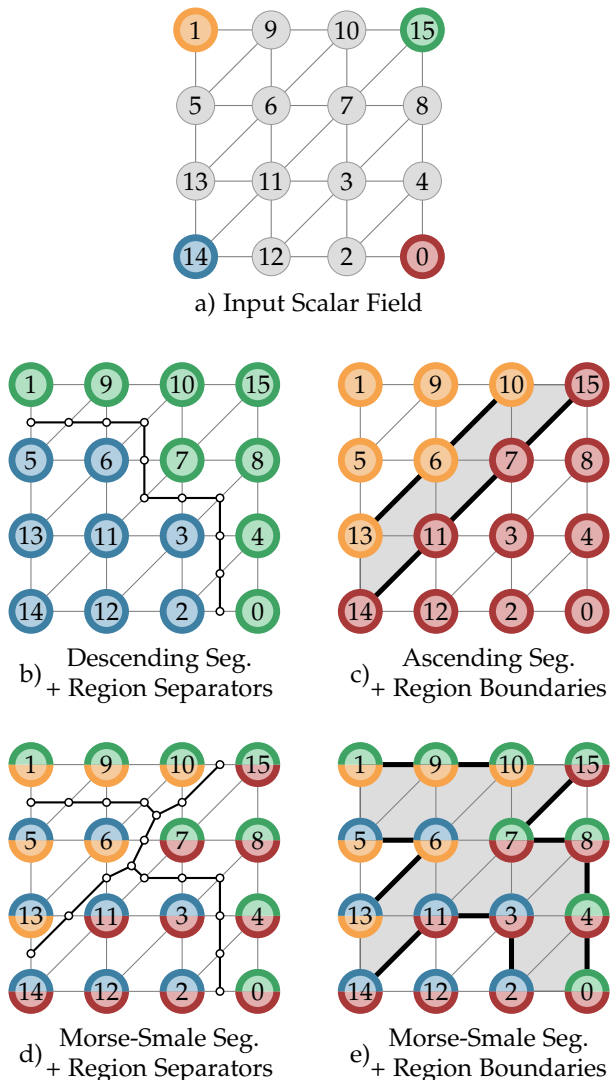 1 9 10 15
5 6 7 8
13 11 3 4
14 12 2 0
a) Input Scalar Field
1 9 10 15
5 6 7 8
13 11 3 4
14 12 2 0
b) Descending Seg.
+ Region Separators
1 9 10 15
5 6 7 8
13 11 3 4
14 12 2 0
c) Ascending Seg.
+ Region Boundaries
1 9 10 15
5 6 7 8
13 11 3 4
14 12 2 0
d) Morse-Smale Seg.
+ Region Separators
1 9 10 15
5 6 7 8
13 11 3 4
14 12 2 0
e) Morse-Smale Seg.
+ Region Boundaries